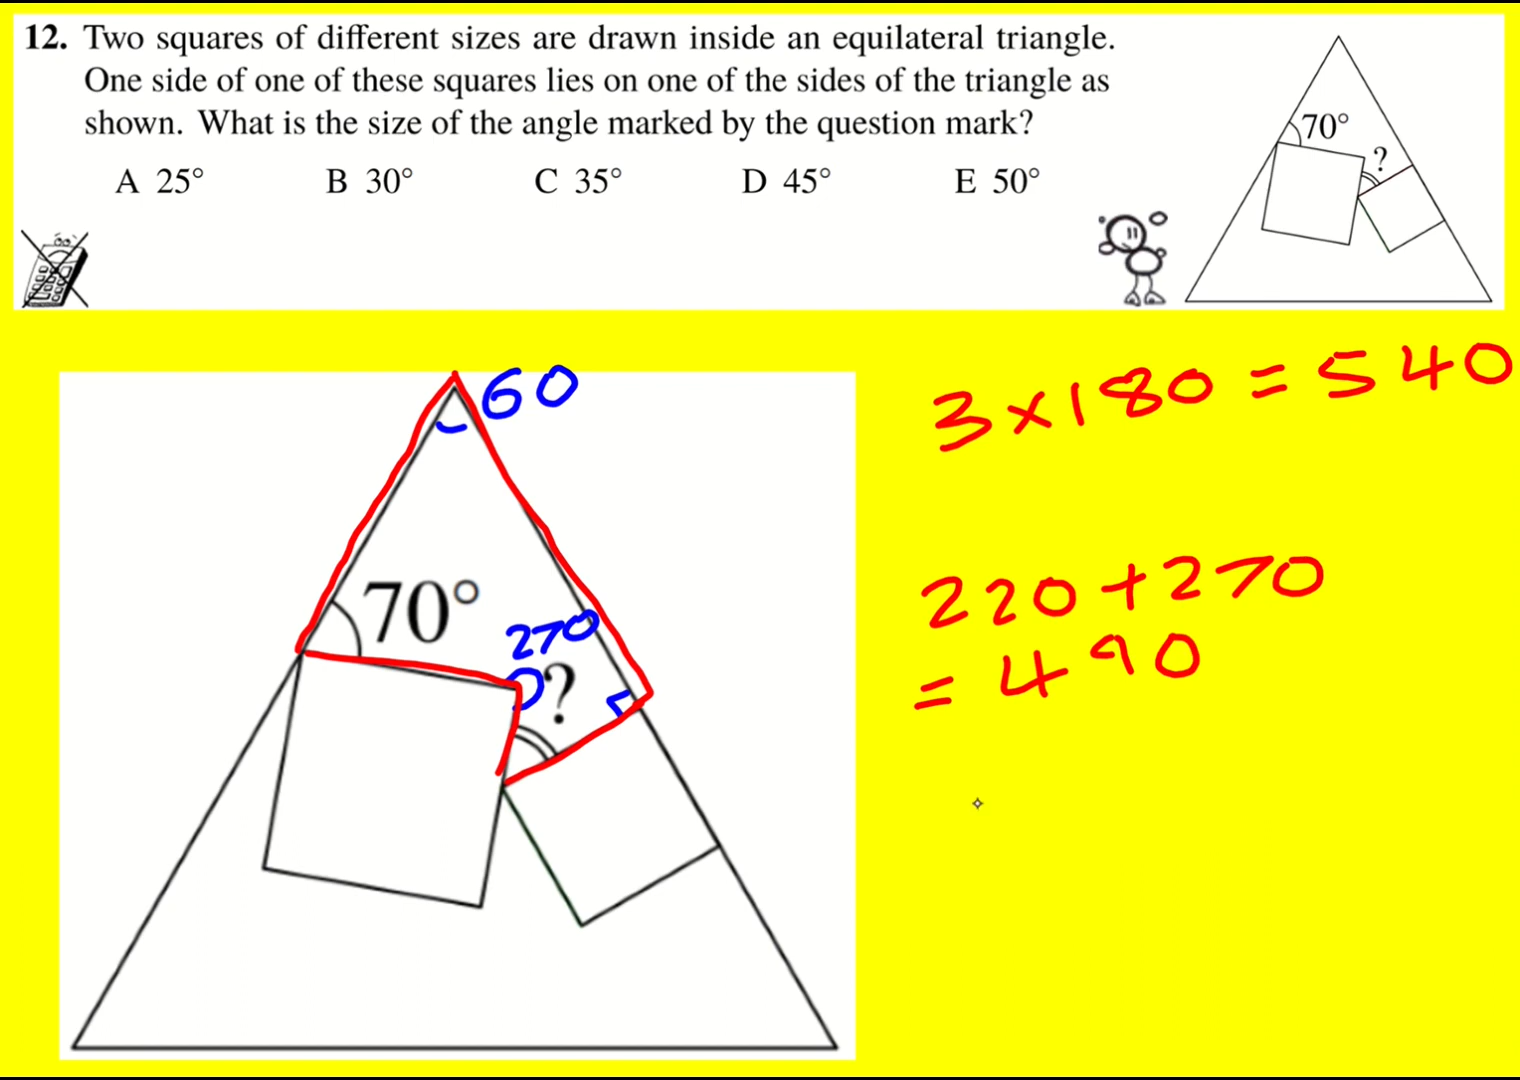 12. Two squares of different sizes are drawn inside an equilateral triangle.
One side of one of these squares lies on one of the sides of the triangle as
shown. What is the size of the angle marked by the question mark?
A 25° B 30° C 35° D 45° E 50°
70°
?
60
70°
270
?
3 × 180 = 540
220 + 270
= 490